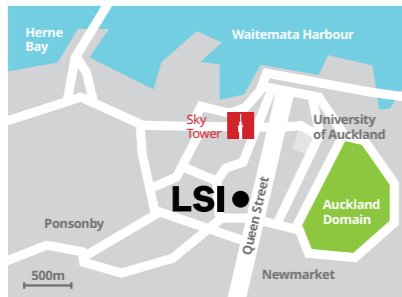 Herne
Bay
Waitemata Harbour
Sky
Tower
University
of Auckland
LSI
Auckland
Domain
Queen Street
Ponsonby
Newmarket
500m